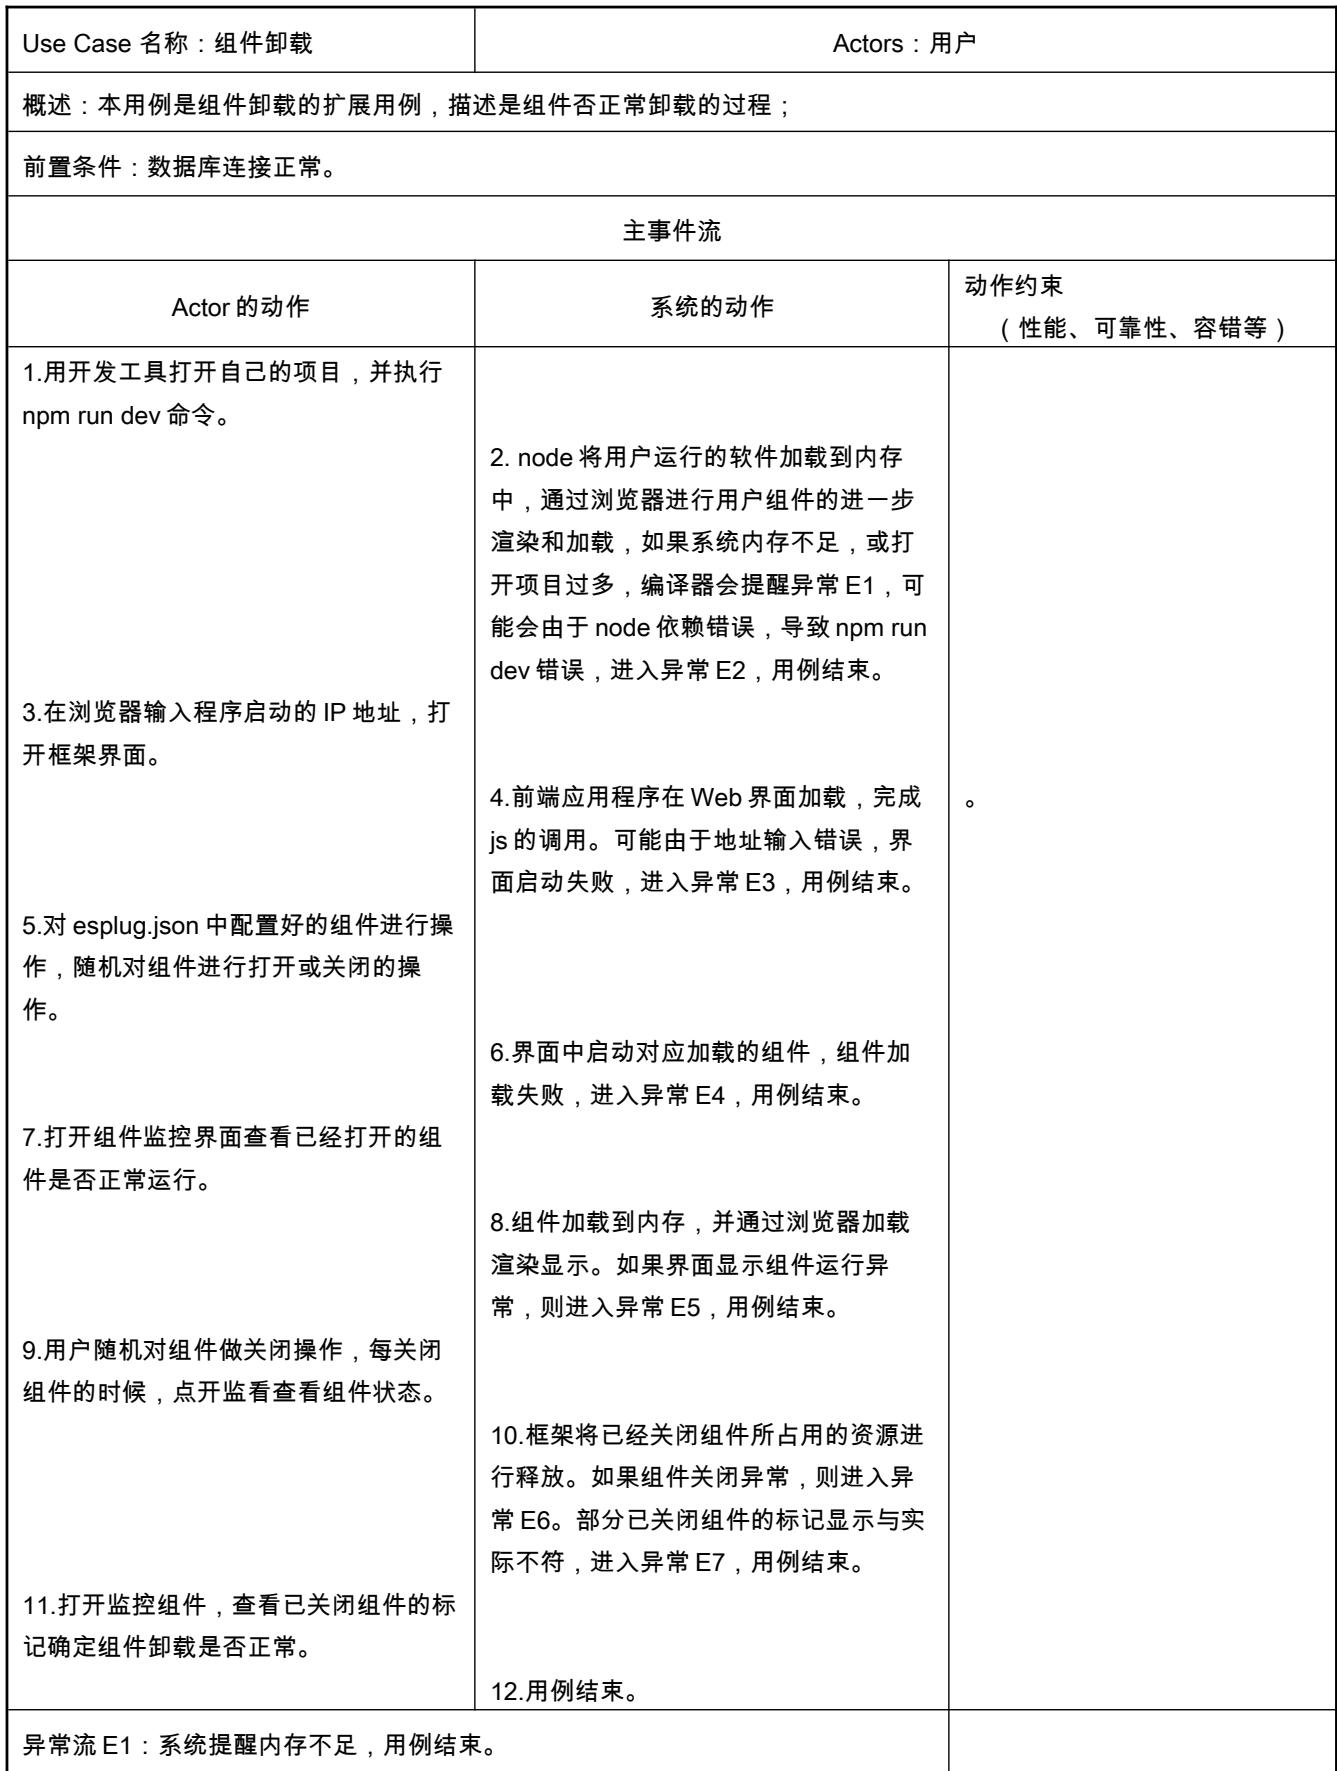 Use Case 名称：组件卸载
Actors：用户
概述：本用例是组件卸载的扩展用例，描述是组件否正常卸载的过程；
前置条件：数据库连接正常。
主事件流
Actor 的动作
系统的动作
动作约束
（性能、可靠性、容错等）
1.用开发工具打开自己的项目，并执行
npm run dev 命令。
2. node 将用户运行的软件加载到内存
中，通过浏览器进行用户组件的进一步
渲染和加载，如果系统内存不足，或打
开项目过多，编译器会提醒异常 E1，可
能会由于 node 依赖错误，导致 npm run
dev 错误，进入异常 E2，用例结束。
3.在浏览器输入程序启动的 IP 地址，打
开框架界面。
4.前端应用程序在 Web 界面加载，完成
js 的调用。可能由于地址输入错误，界
面启动失败，进入异常 E3，用例结束。
。
5.对 esplug.json 中配置好的组件进行操
作，随机对组件进行打开或关闭的操
作。
6.界面中启动对应加载的组件，组件加
载失败，进入异常 E4，用例结束。
7.打开组件监控界面查看已经打开的组
件是否正常运行。
8.组件加载到内存，并通过浏览器加载
渲染显示。如果界面显示组件运行异
常，则进入异常 E5，用例结束。
9.用户随机对组件做关闭操作，每关闭
组件的时候，点开监看查看组件状态。
10.框架将已经关闭组件所占用的资源进
行释放。如果组件关闭异常，则进入异
常 E6。部分已关闭组件的标记显示与实
际不符，进入异常 E7，用例结束。
11.打开监控组件，查看已关闭组件的标
记确定组件卸载是否正常。
12.用例结束。
异常流 E1：系统提醒内存不足，用例结束。